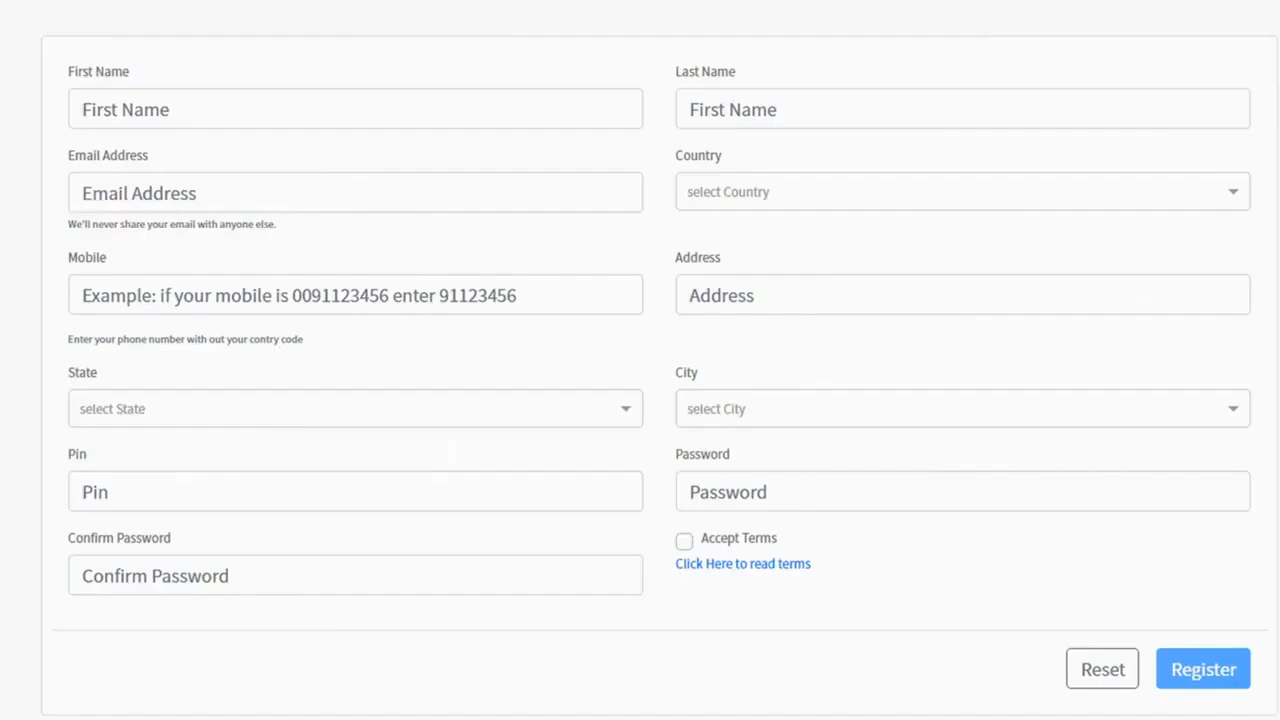 First Name
Last Name
First Name
First Name
Email Address
Country
Email Address
select Country
We'll never share your email with anyone else.
Mobile
Address
Example: if your mobile is 0091123456 enter 91123456
Address
Enter your phone number with out your contry code
State
City
select State
select City
Pin
Password
Pin
Password
Confirm Password
Accept Terms
Click Here to read terms
Confirm Password
Reset
Register